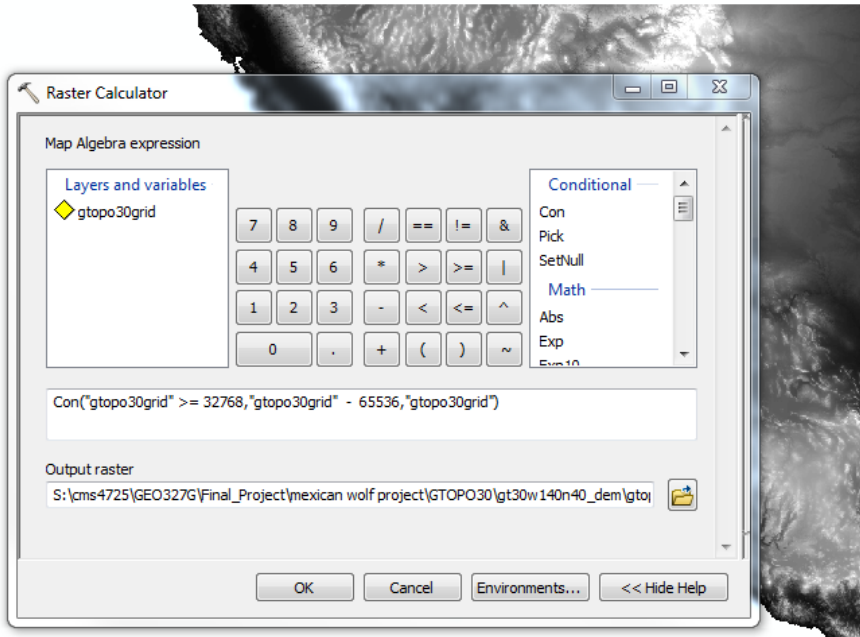 Raster Calculator
Map Algebra expression
Layers and variables
gtopo30grid
7 8 9 / == != &
4 5 6 * > >= |
1 2 3 - < <= ^
0 . + ( ) ~
Conditional
Con
Pick
SetNull
Math
Abs
Exp
Exp10
Con("gtopo30grid" >= 32768,"gtopo30grid" - 65536,"gtopo30grid")
Output raster
S:\cms4725\GEO327G\Final_Project\mexican wolf project\GTOPO30\gt30w140n40_dem\gto
OK Cancel Environments... << Hide Help